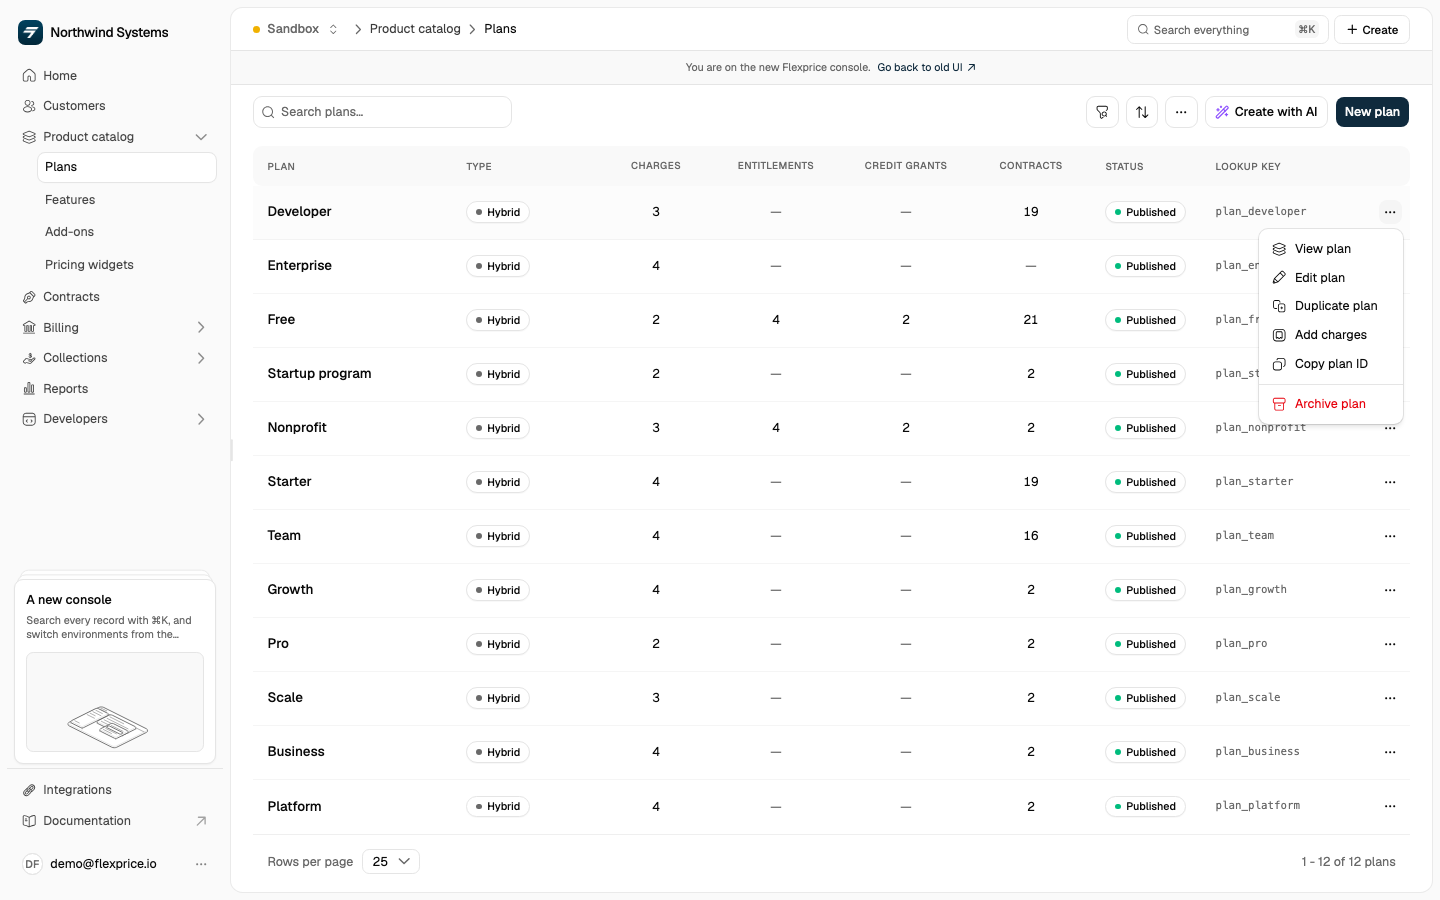 Northwind Systems
Home
Customers
Product catalog
Plans
Features
Add-ons
Pricing widgets
Contracts
Billing
Collections
Reports
Developers
A new console
Search every record with ⌘K, and
switch environments from the...
Integrations
Documentation
DF demo@flexprice.io
Sandbox Product catalog Plans
Search everything ⌘K
Create
You are on the new Flexprice console. Go back to old UI
Search plans...
Create with AI
New plan
PLAN TYPE CHARGES ENTITLEMENTS CREDIT GRANTS CONTRACTS STATUS LOOKUP KEY
Developer Hybrid 3 — — 19 Published plan_developer
Enterprise Hybrid 4 — — — Published plan_en
Free Hybrid 2 4 2 21 Published plan_fr
Startup program Hybrid 2 — — 2 Published plan_st
Nonprofit Hybrid 3 4 2 2 Published plan_nonprofit
Starter Hybrid 4 — — 19 Published plan_starter
Team Hybrid 4 — — 16 Published plan_team
Growth Hybrid 4 — — 2 Published plan_growth
Pro Hybrid 2 — — 2 Published plan_pro
Scale Hybrid 3 — — 2 Published plan_scale
Business Hybrid 4 — — 2 Published plan_business
Platform Hybrid 4 — — 2 Published plan_platform
View plan
Edit plan
Duplicate plan
Add charges
Copy plan ID
Archive plan
Rows per page 25
1 - 12 of 12 plans